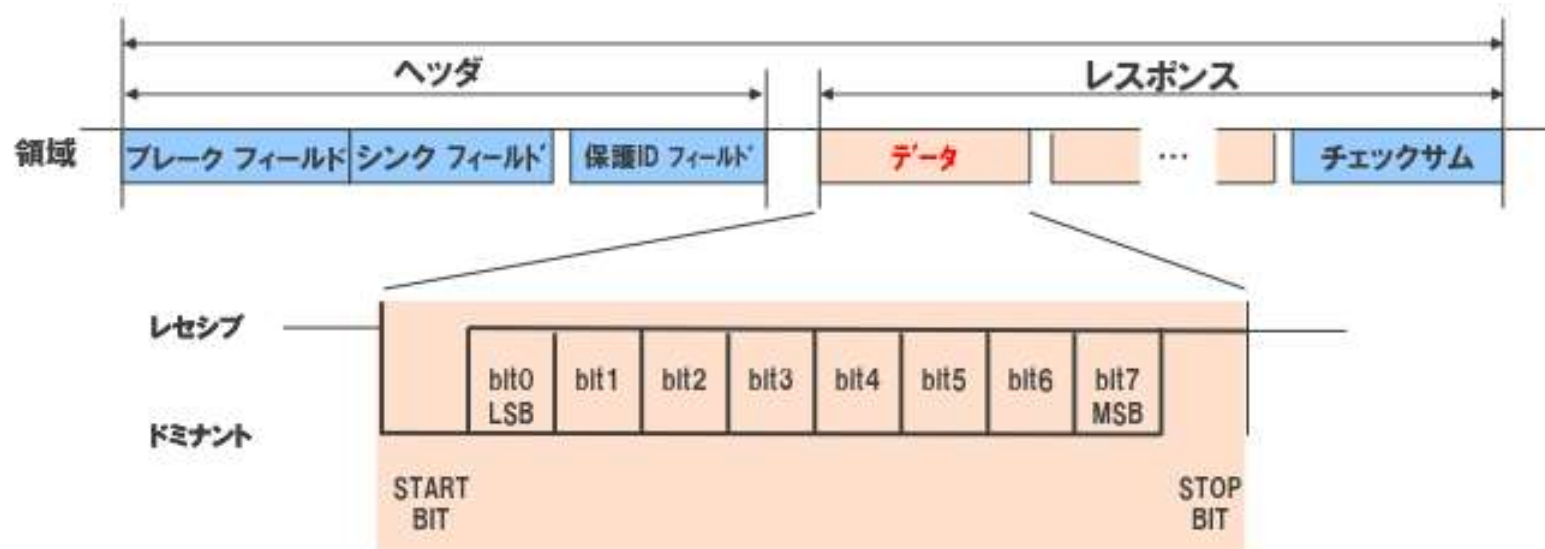 ヘッダ レスポンス
領域 ブレーク フィールド シンク フィールド 保護ID フィールド データ … チェックサム
レセシブ
bit0 bit1 bit2 bit3 bit4 bit5 bit6 bit7
LSB MSB
ドミナント
START STOP
BIT BIT